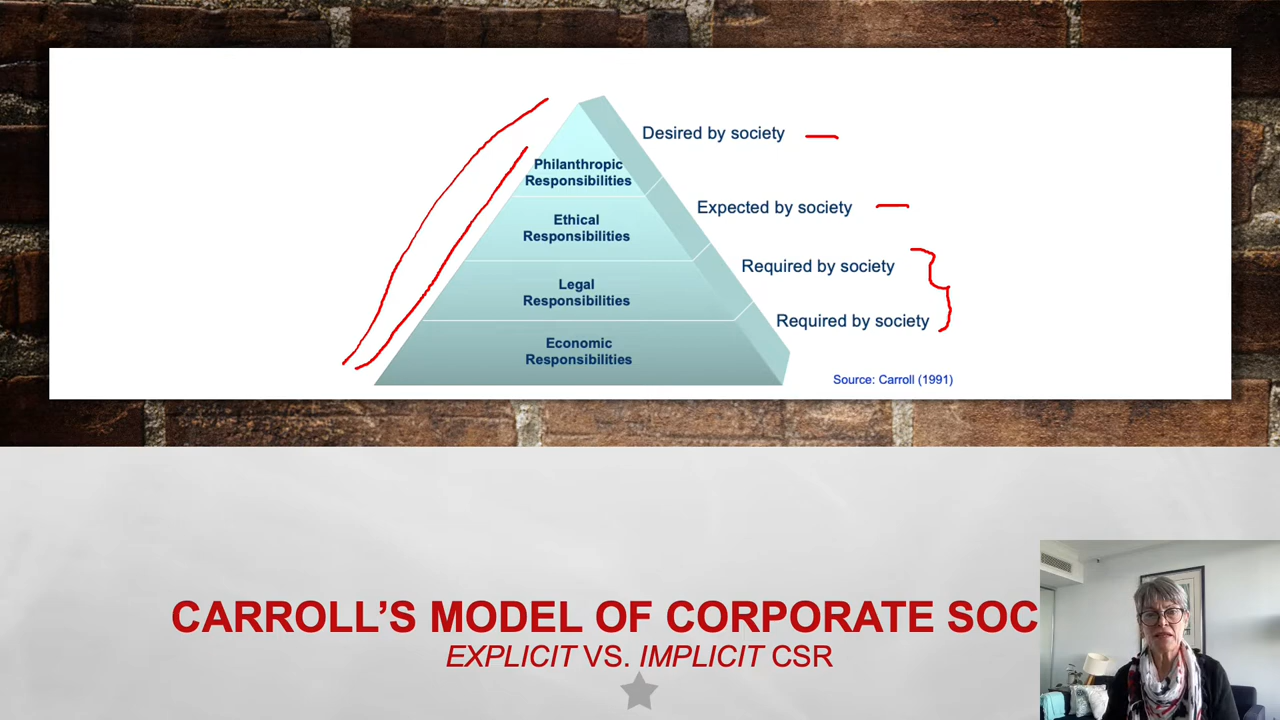 Desired by society
Philanthropic
Responsibilities
Expected by society
Ethical
Responsibilities
Required by society
Legal
Responsibilities
Required by society
Economic
Responsibilities
Source: Carroll (1991)
CARROLL’S MODEL OF CORPORATE SOC
EXPLICIT VS. IMPLICIT CSR